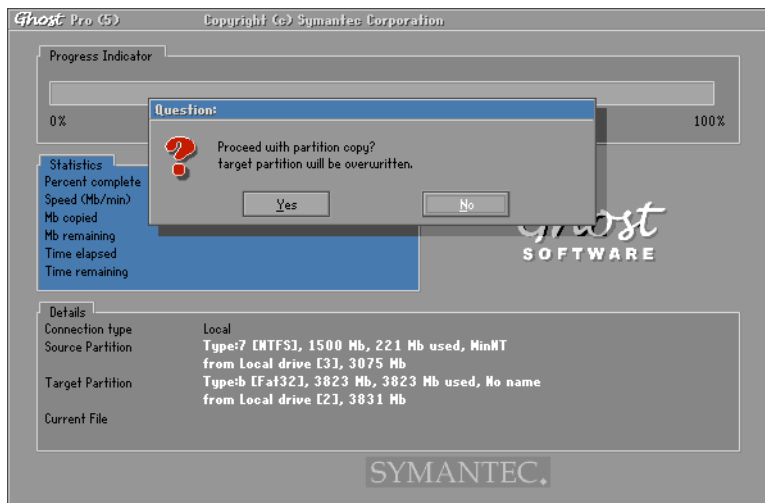 Ghost Pro (5) Copyright (c) Symantec Corporation
Progress Indicator
0% 100%
Question:
Proceed with partition copy?
target partition will be overwritten.
Yes No
Statistics
Percent complete
Speed (Mb/min)
Mb copied
Mb remaining
Time elapsed
Time remaining
Ghost
SOFTWARE
Details
Connection type Local
Source Partition Type:7 [NTFS], 1500 Mb, 221 Mb used, MinNT
from Local drive [3], 3075 Mb
Target Partition Type:b [Fat32], 3823 Mb, 3823 Mb used, No name
from Local drive [2], 3831 Mb
Current File
SYMANTEC.